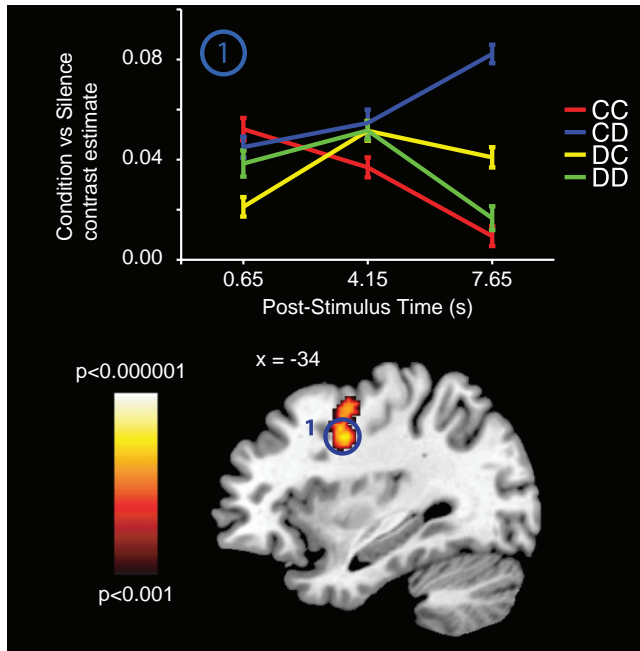 1
0.08
0.04
0.00
Condition vs Silence
contrast estimate
CC
CD
DC
DD
0.65 4.15 7.65
Post-Stimulus Time (s)
p<0.000001
x = -34
1
p<0.001